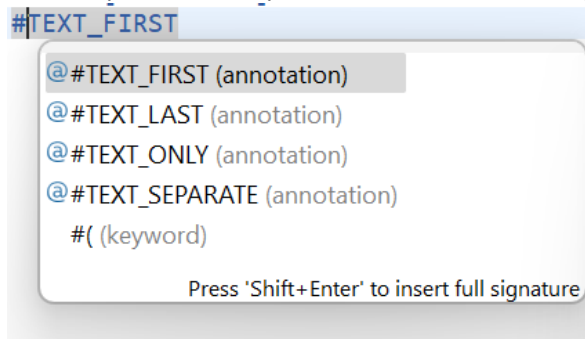 #TEXT_FIRST
@#TEXT_FIRST (annotation)
@#TEXT_LAST (annotation)
@#TEXT_ONLY (annotation)
@#TEXT_SEPARATE (annotation)
#( (keyword)
Press 'Shift+Enter' to insert full signature